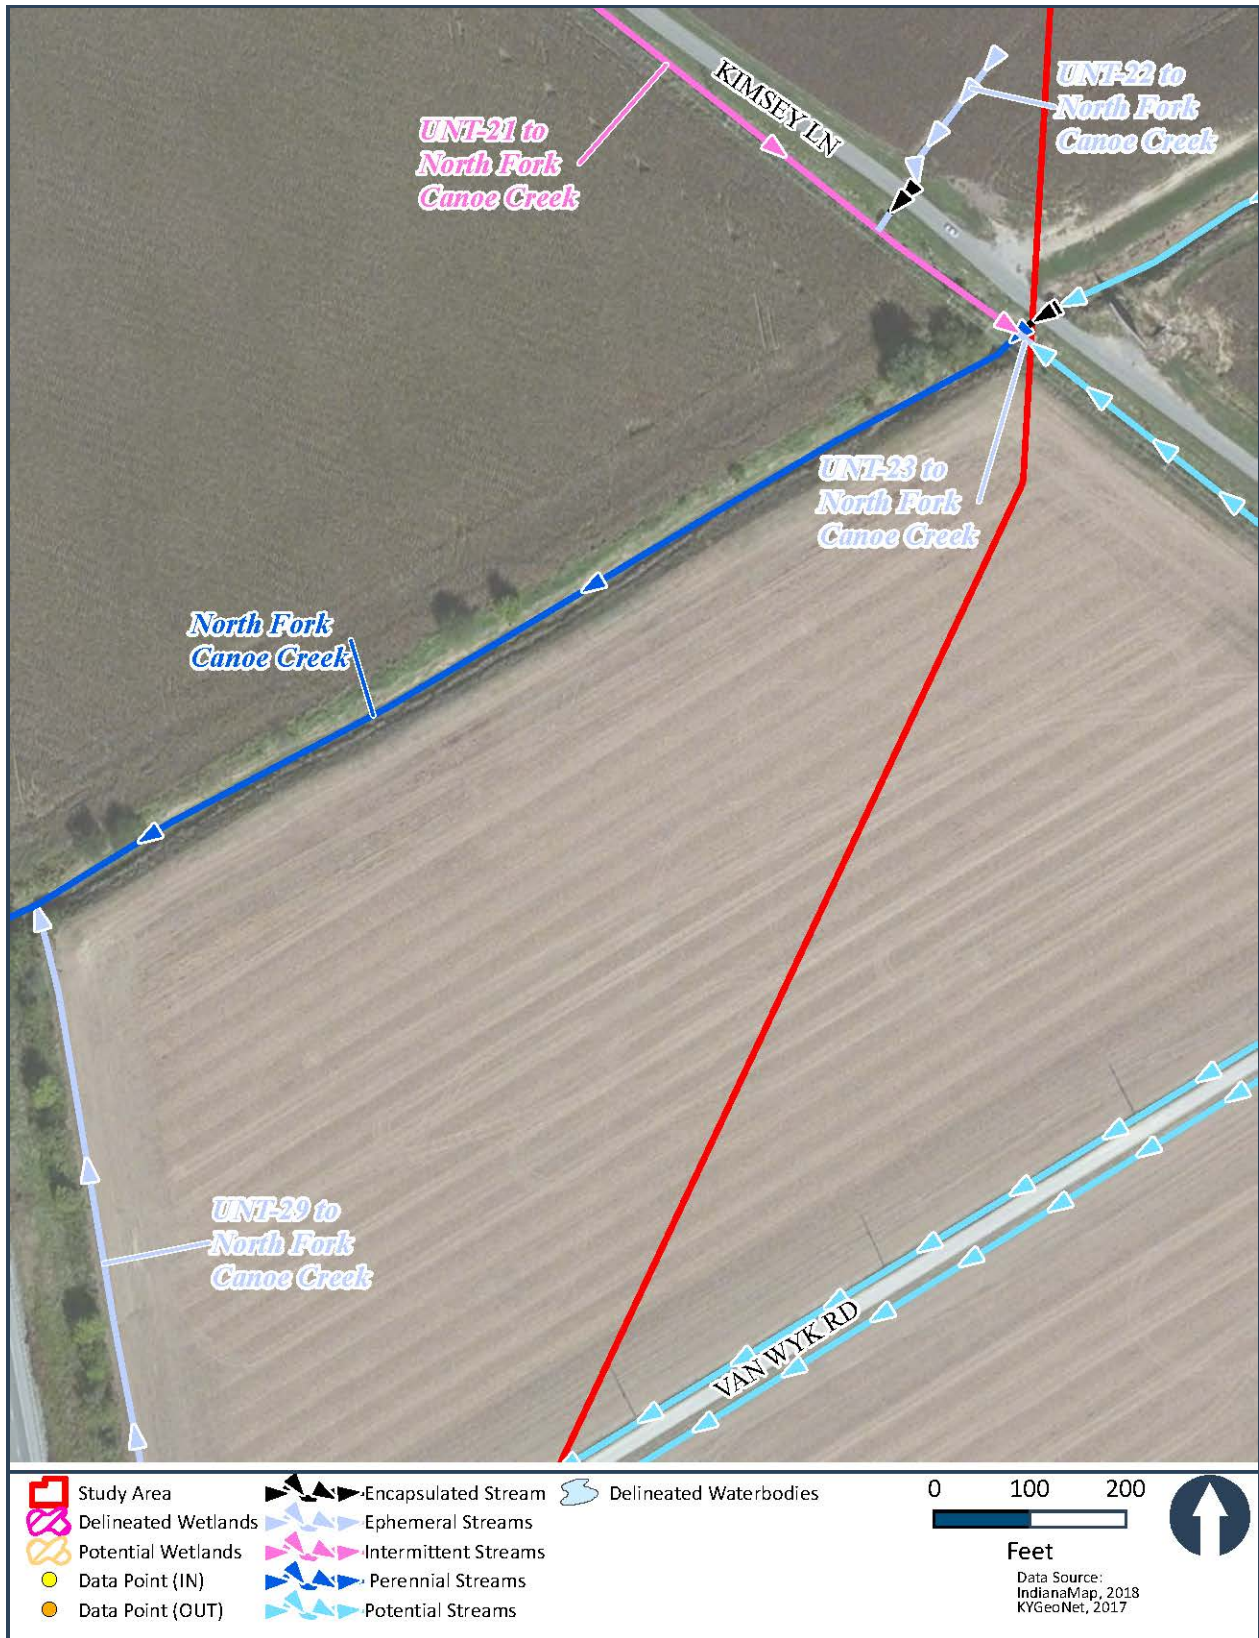 KIMSEY LN
UNT-22 to
North Fork
Canoe Creek
UNT-21 to
North Fork
Canoe Creek
UNT-23 to
North Fork
Canoe Creek
North Fork
Canoe Creek
UNT-29 to
North Fork
Canoe Creek
VAN WYK RD
Study Area
Delineated Wetlands
Potential Wetlands
Data Point (IN)
Data Point (OUT)
Encapsulated Stream
Ephemeral Streams
Intermittent Streams
Perennial Streams
Potential Streams
Delineated Waterbodies
0 100 200
Feet
Data Source:
IndianaMap, 2018
KYGeoNet, 2017